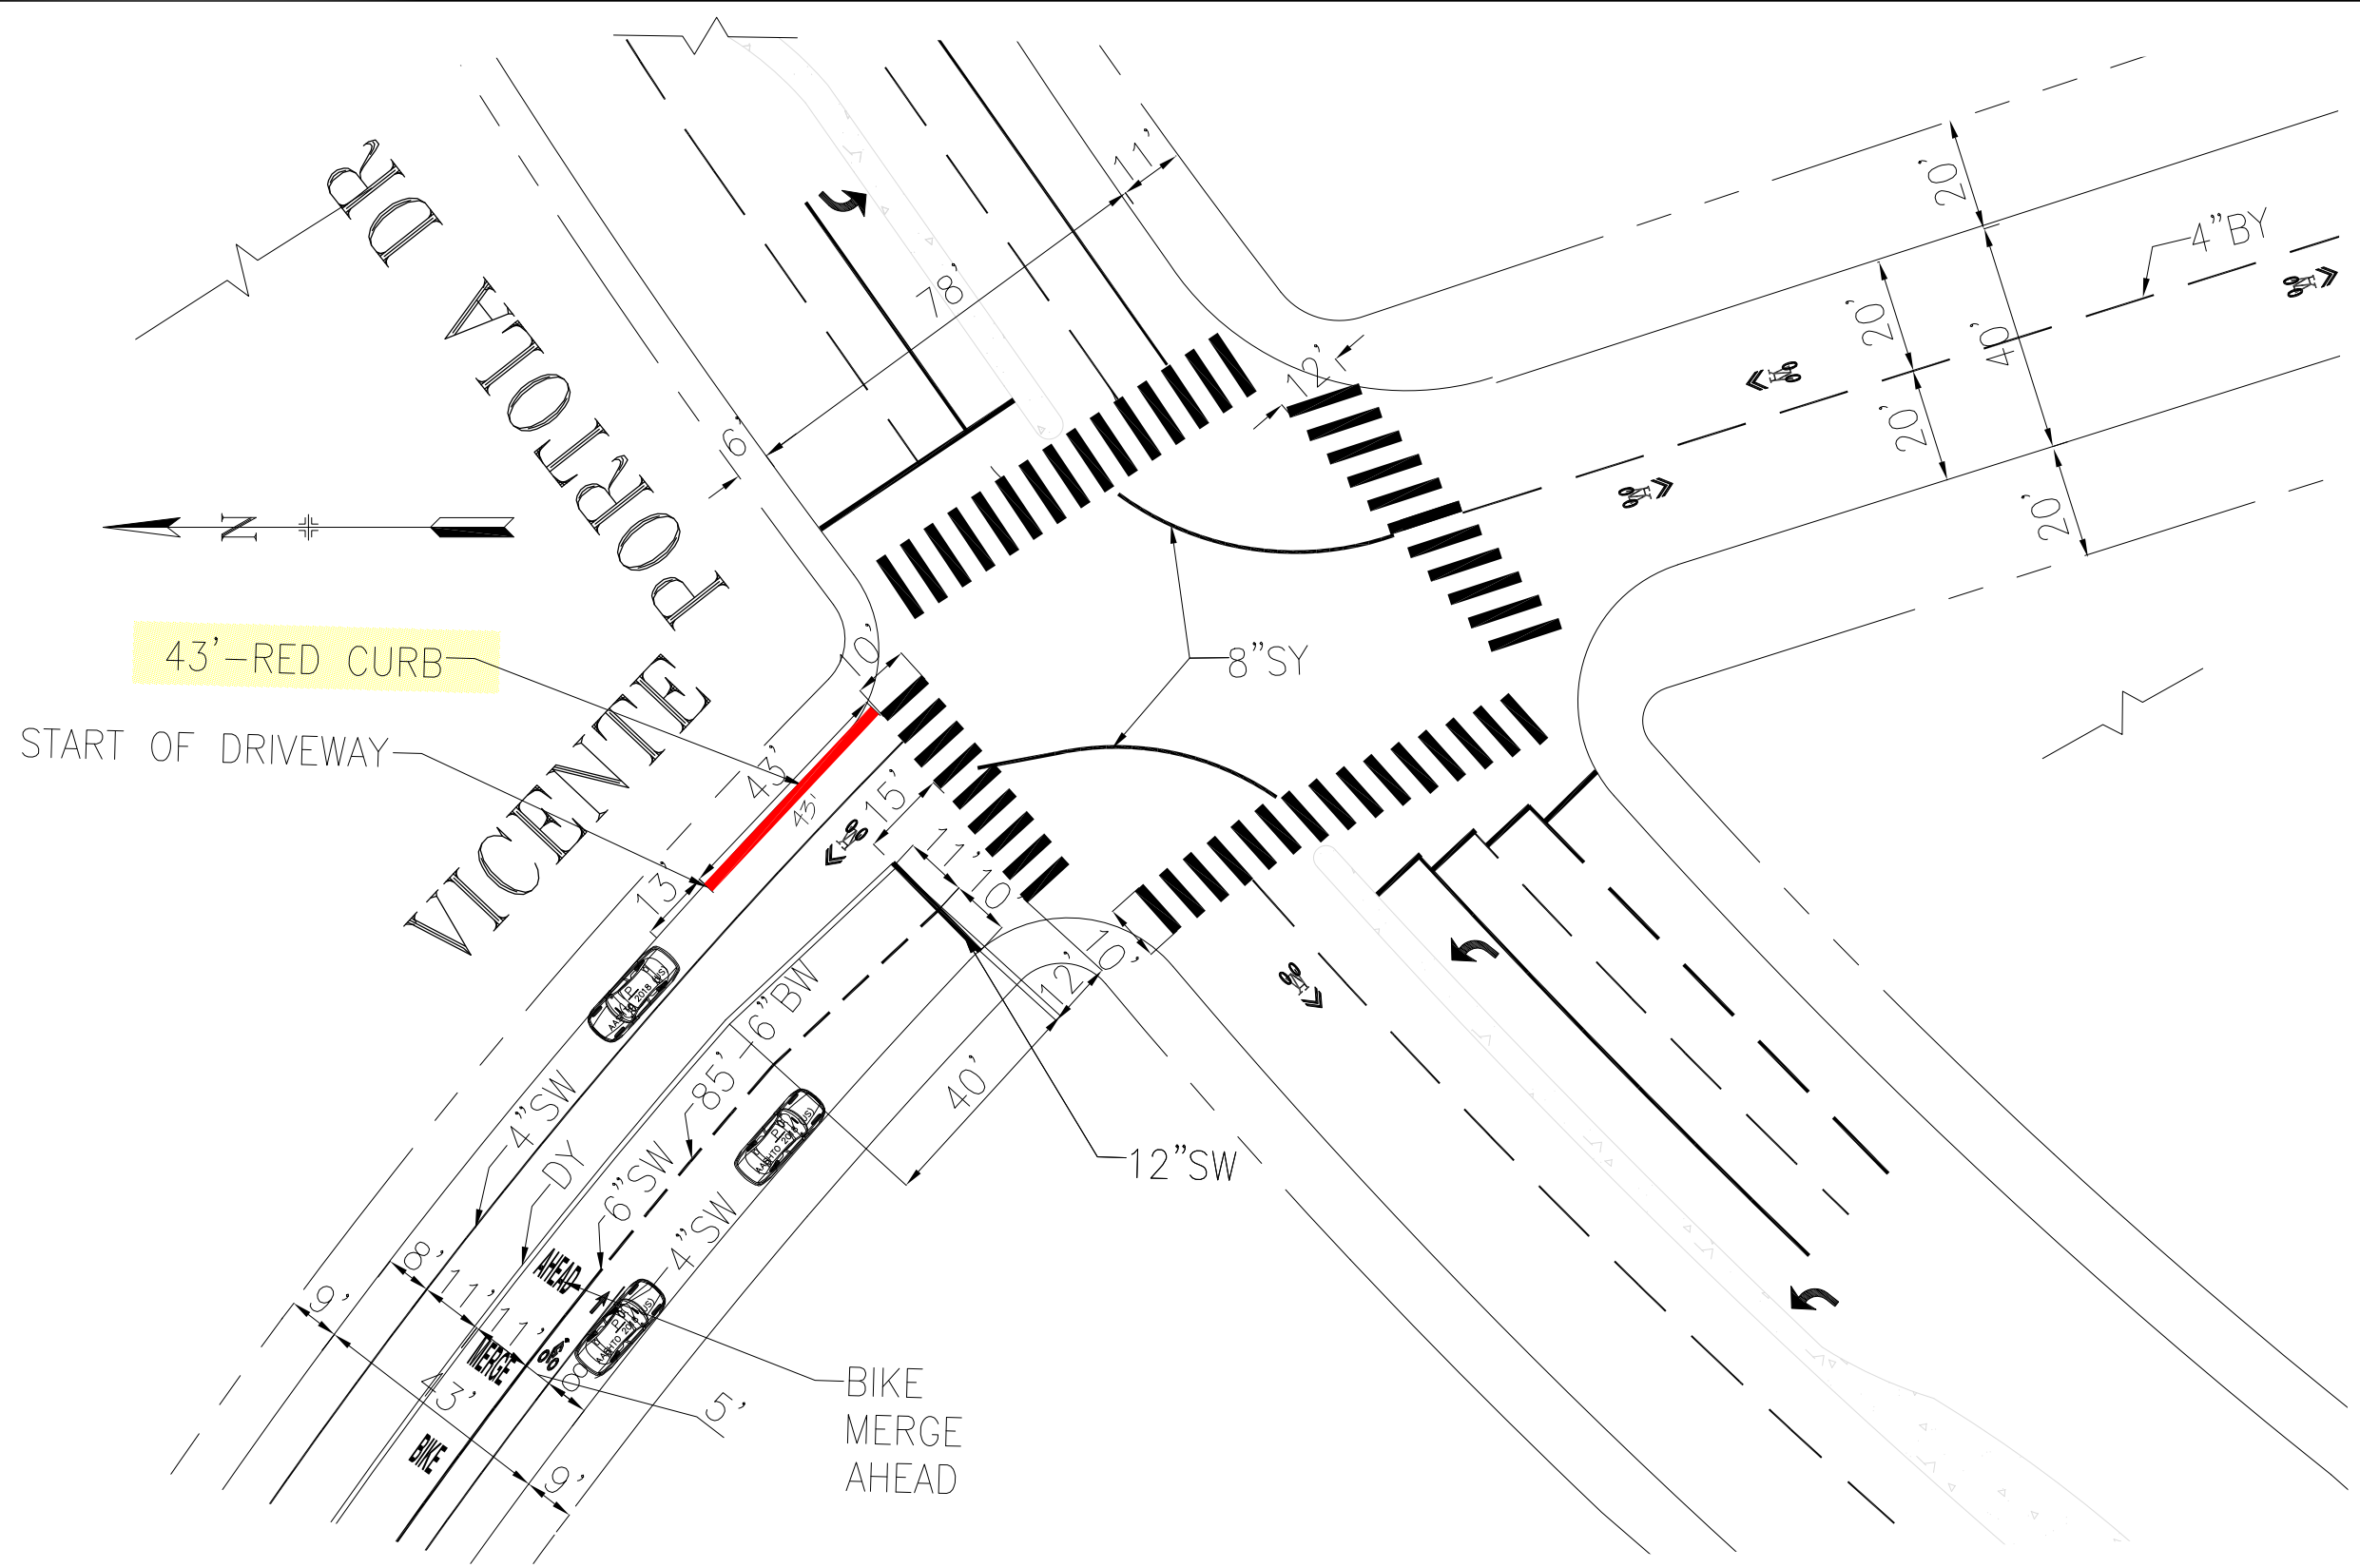 11'
20'
4"BY
78'
20'
40'
12'
20'
6'
20'
PORTOLA DR
N
43'-RED CURB
10'
8"SY
START OF DRIVEWAY
VICENTE
43'
43'
15'
13'
11'
10'
10'
12'
85'-6"BW
40'
4"SW
DY
6"SW
4"SW
12"SW
8'
11'
11'
9'
AHEAD
MERGE
BIKE
43'
8'
5'
9'
BIKE
MERGE
AHEAD